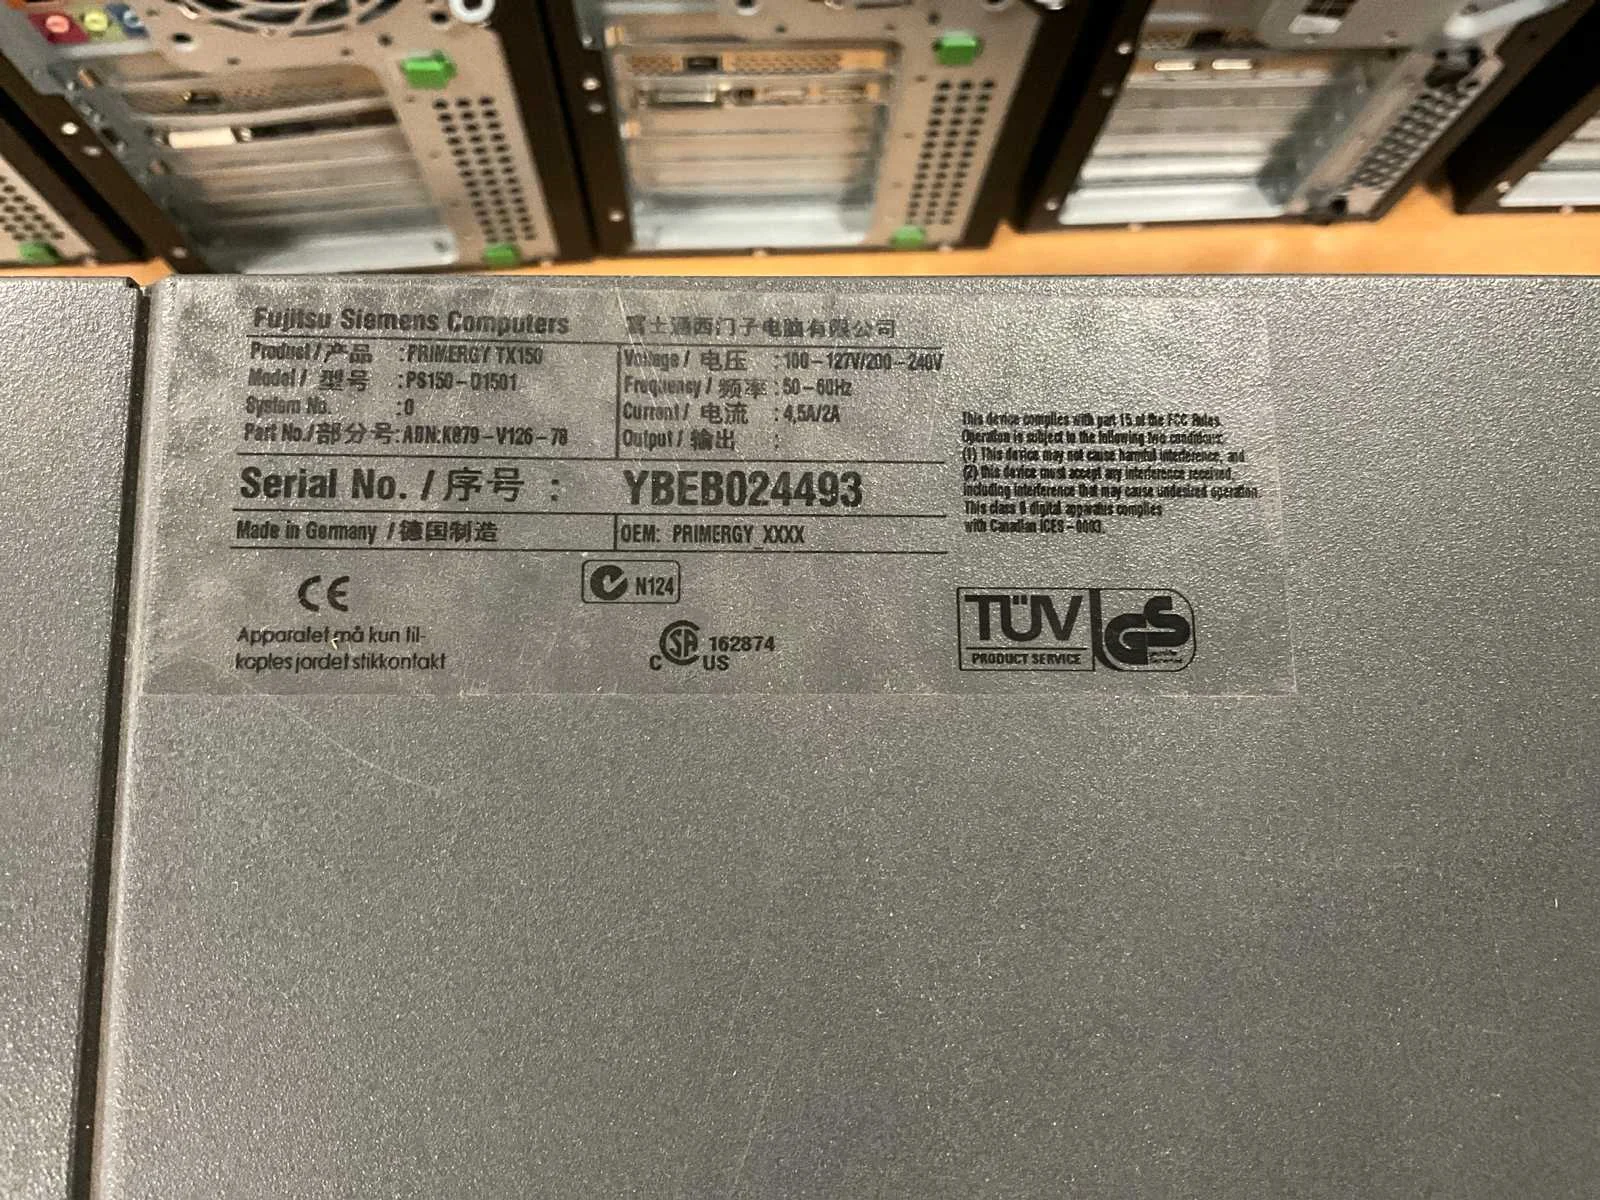 Fujitsu Siemens Computers
富士通西门子电脑有限公司
Product / 产品 :PRIMERGY TX150
Model / 型号 :PS150-D1501
System No. :0
Part No./部分号:ABN:K879-V126-78
Voltage / 电压 :100-127V/200-240V
Frequency / 频率:50-60Hz
Current / 电流 :4,5A/2A
Output / 输出 :
Serial No. / 序号 : YBEB024493
Made in Germany / 德国制造
OEM: PRIMERGY_XXXX
This device complies with part 15 of the FCC Rules.
Operation is subject to the following two conditions:
(1) This device may not cause harmful interference, and
(2) this device must accept any interference received,
including interference that may cause undesired operation.
This class B digital apparatus complies
with Canadian ICES-0003.
CE
N124
Apparatet må kun til-
koples jordet stikkontakt
C SA 162874
C US
TÜV
PRODUCT SERVICE
GS